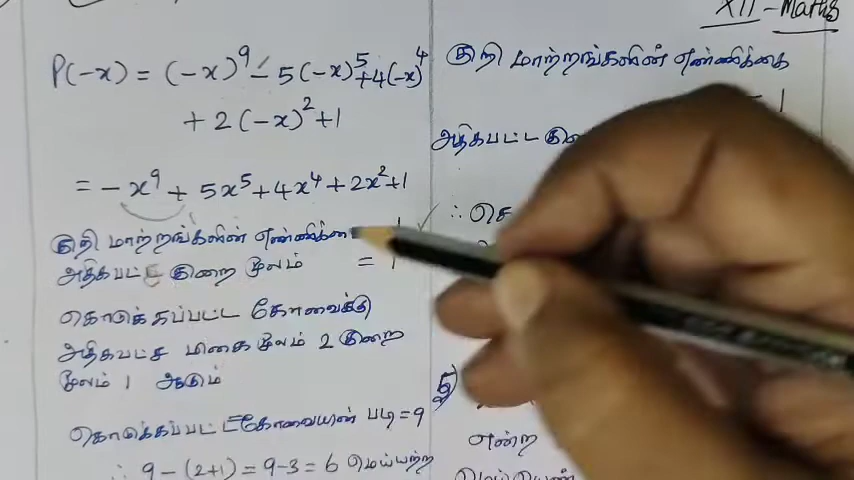 XII - Maths
P(-x) = (-x)⁹ - 5(-x)⁵ + 4(-x)⁴
+ 2(-x)² + 1
= - x⁹ + 5x⁵ + 4x⁴ + 2x² + 1
குறி மாற்றங்களின்
அதிகபட்ச குறை மூலம் = 1
கொடுக்கப்பட்ட கோவைக்கு
அதிகபட்ச மிகை மூலம் 2 குறை
மூலம் 1 ஆகும்
கொடுக்கப்பட்ட கோவையின் படி = 9
∴ 9 - (2+1) = 9-3 = 6 மெய்யற்ற
குறி மாற்றங்களின் எண்ணிக்கை
- 1
அதிகபட்ச
∴
என்ற